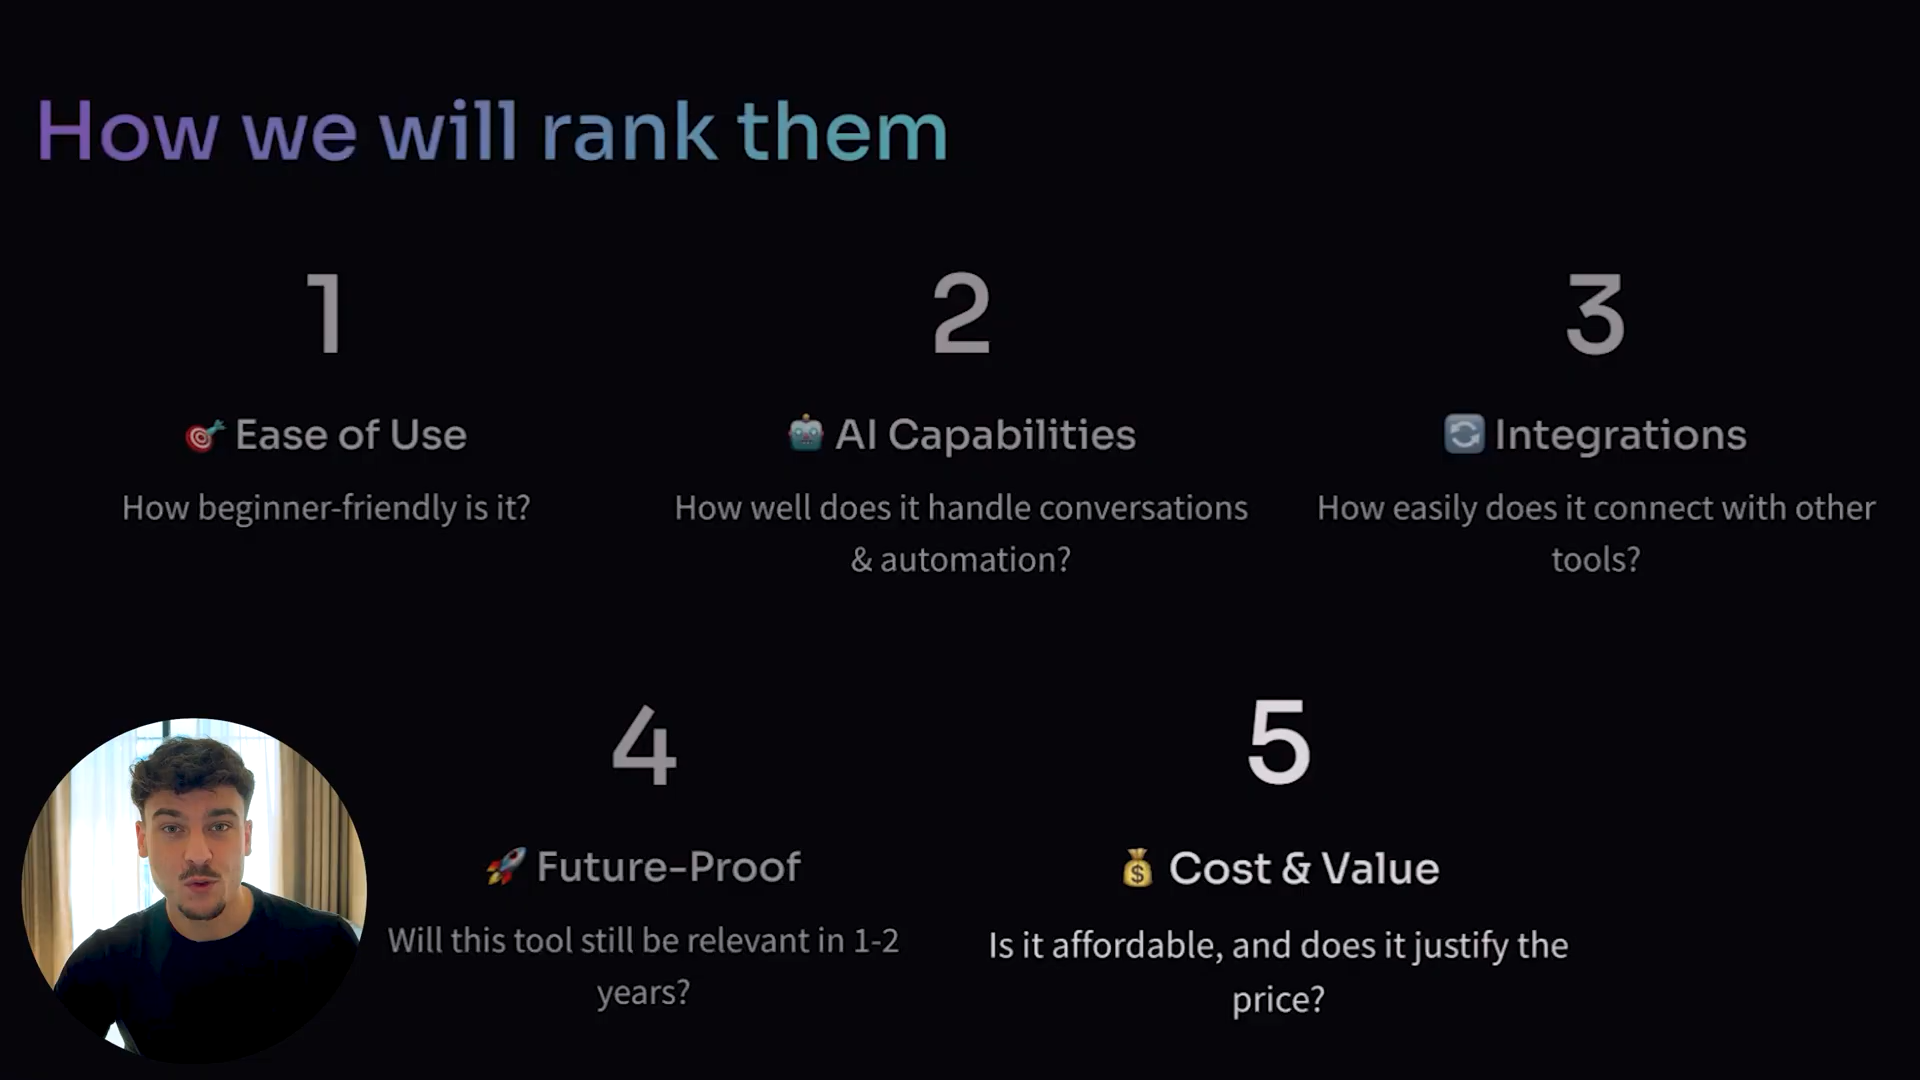 How we will rank them
1
2
3
🎯 Ease of Use
🤖 AI Capabilities
🔄 Integrations
How beginner-friendly is it?
How well does it handle conversations
& automation?
How easily does it connect with other
tools?
4
5
🚀 Future-Proof
💰 Cost & Value
Will this tool still be relevant in 1-2
years?
Is it affordable, and does it justify the
price?